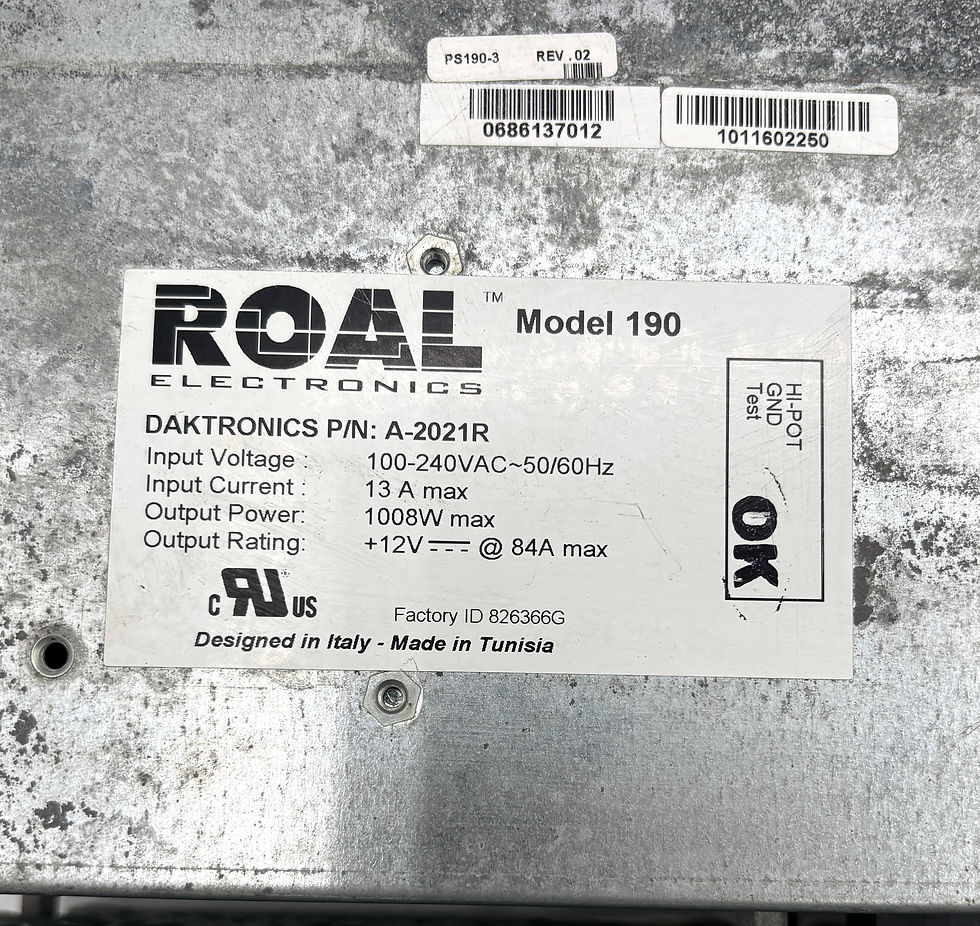 PS190-3 REV .02
0686137012
1011602250
ROAL™ Model 190
ELECTRONICS
DAKTRONICS P/N: A-2021R
Input Voltage : 100-240VAC~50/60Hz
Input Current : 13 A max
Output Power: 1008W max
Output Rating: +12V ⎓ @ 84A max
HI-POT
GND
Test
OK
C RU ® US
Factory ID 826366G
Designed in Italy - Made in Tunisia